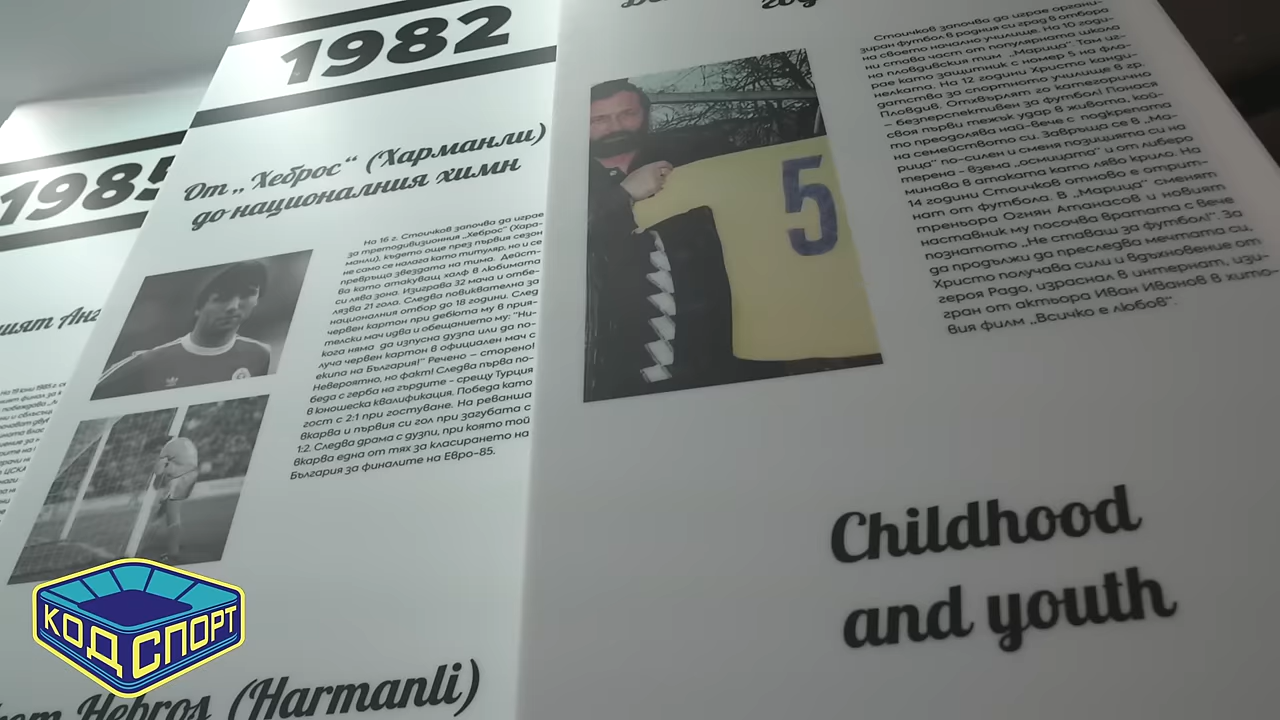 1985
1982
От „Хеброс“ (Харманли)
до националния химн
На 16 г. Стоичков започва да играе
за третодивизионния „Хеброс“ (Хара-
манли), където още през първия сезон
не само се налага като титуляр, но и се
превръща звездата на тима. Дейст-
ва като атакуващ халф в любимата
си лява зона. Изиграва 32 мача и отбе-
лязва 21 гола. Следва повиквателна за
националния отбор до 18 години. След
червен картон при дебюта му в прия-
телски мач идва и обещанието му: "Ни-
кога няма да изпусна дузпа или да по-
луча червен картон в официален мач с
екипа на България!" Речено – сторено!
Невероятно, но факт! Следва първа по-
беда с герба на гърдите - срещу Турция
в юношеска квалификация. Победа като
гост с 2:1 при гостуване. На реванша
вкарва и първия си гол при загубата с
1:2. Следва драма с дузпи, при която той
вкарва една от тях за класирането на
България за финалите на Евро-85.
Hebros (Harmanli)
Стоичков започва да играе органи-
зиран футбол в родния си град в отбора
на своето начално училище. На 10 годи-
ни става част от популярната школа
на пловдивския тим „Марица“. Там иг-
рае като защитник с номер 5 на фла-
нелката. На 12 години Христо канди-
датства за спортното училище в гр.
Пловдив. Отхвърлят го категорично
– безперспективен за футбол! Понася
своя първи тежък удар в живота, кой-
то преодолява най-вече с подкрепата
на семейството си. Завръща се в „Ма-
рица“ по-силен и сменя позицията си на
терена - взема „осмицата“ и от либеро
минава в атаката като ляво крило. На
14 години Стоичков отново е отрит-
нат от футбола. В „Марица“ сменят
треньора Огнян Атанасов и новият
наставник му посочва вратата с вече
познатото „Не ставаш за футбол!“. За
да продължи да преследва мечтата си,
Христо получава сили и вдъхновение от
героя Радо, израснал в интернат, изи-
гран от актьора Иван Иванов в хито-
вия филм „Всичко е любов“.
5
Childhood
and youth
КОД СПОРТ